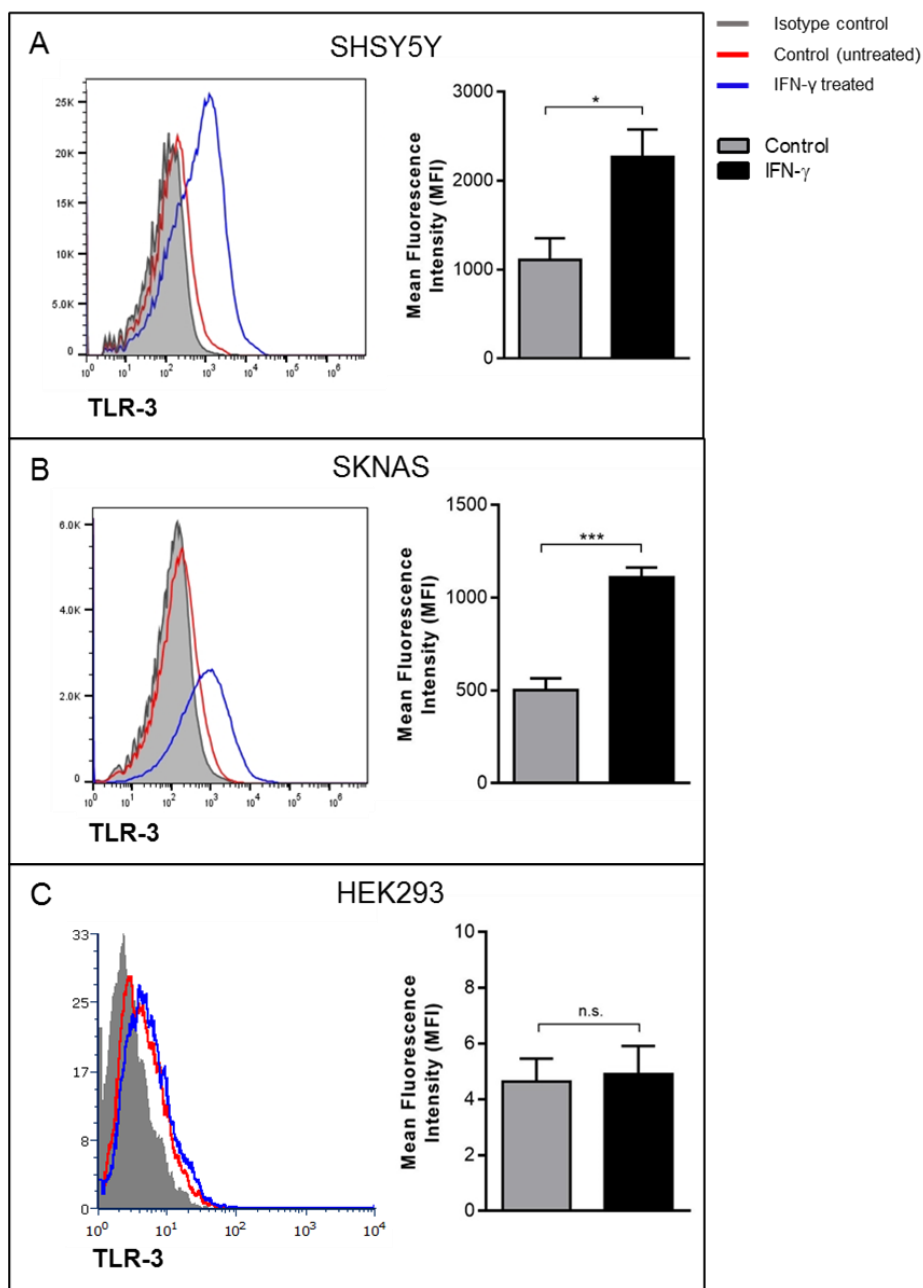 A
SHSY5Y
Isotype control
Control (untreated)
IFN-γ treated
Control
IFN-γ
25K
20K
15K
10K
5.0K
0
10⁰ 10¹ 10² 10³ 10⁴ 10⁵ 10⁶
TLR-3
Mean Fluorescence
Intensity (MFI)
3000
2000
1000
0
*
B
SKNAS
6.0K
4.0K
2.0K
0
10⁰ 10¹ 10² 10³ 10⁴ 10⁵ 10⁶
TLR-3
Mean Fluorescence
Intensity (MFI)
1500
1000
500
0
***
C
HEK293
33
25
17
8
0
10⁰ 10¹ 10² 10³ 10⁴
TLR-3
Mean Fluorescence
Intensity (MFI)
10
8
6
4
2
0
n.s.